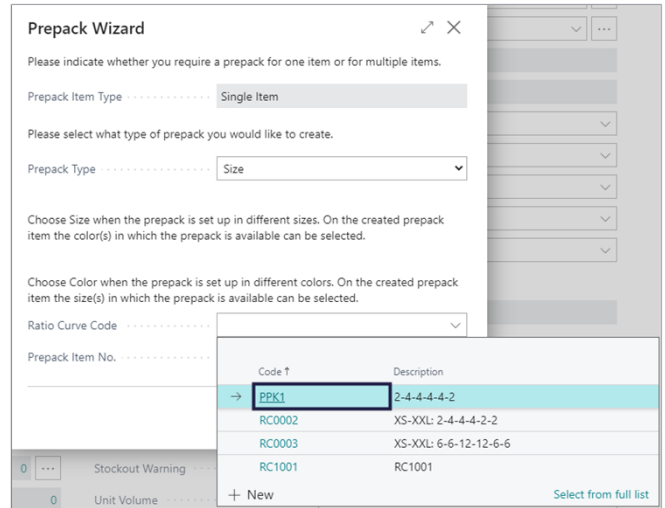 Prepack Wizard
Please indicate whether you require a prepack for one item or for multiple items.
Prepack Item Type
Single Item
Please select what type of prepack you would like to create.
Prepack Type
Size
Choose Size when the prepack is set up in different sizes. On the created prepack
item the color(s) in which the prepack is available can be selected.
Choose Color when the prepack is set up in different colors. On the created prepack
item the size(s) in which the prepack is available can be selected.
Ratio Curve Code
Prepack Item No.
Code ↑ Description
→ PPK1 2-4-4-4-4-2
RC0002 XS-XXL: 2-4-4-4-2-2
RC0003 XS-XXL: 6-6-12-12-6-6
RC1001 RC1001
+ New Select from full list
0 ... Stockout Warning
0 Unit Volume